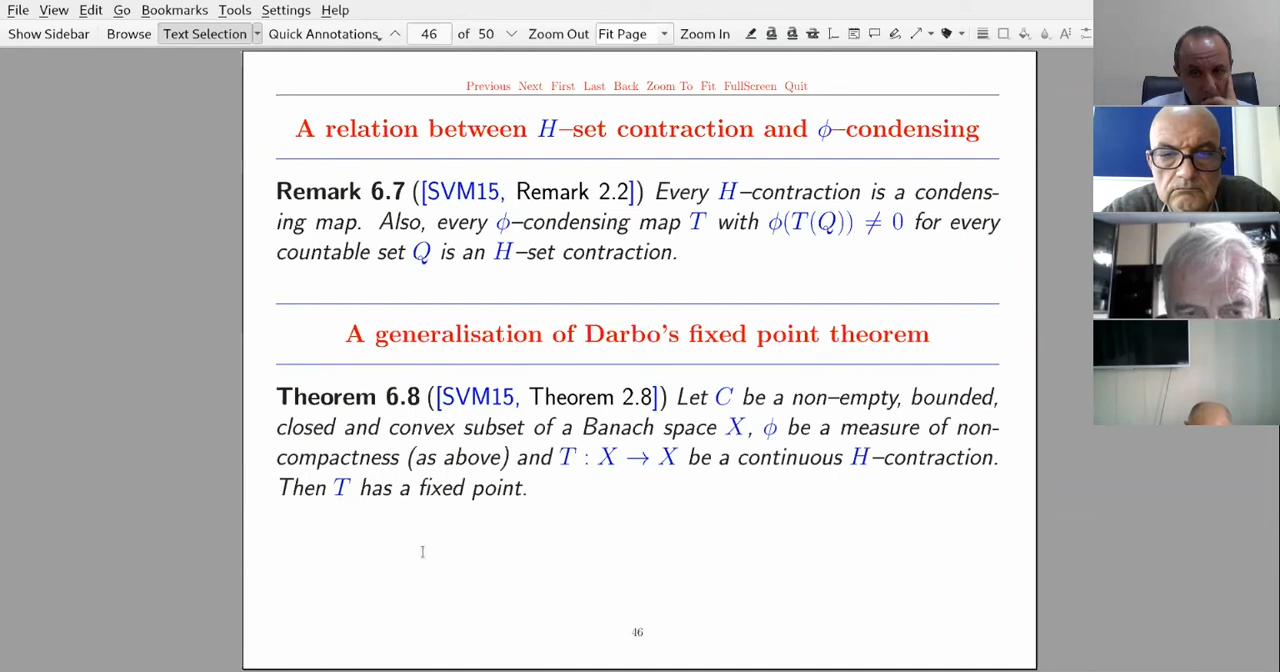 File View Edit Go Bookmarks Tools Settings Help
Show Sidebar Browse Text Selection Quick Annotations 46 of 50 Zoom Out Fit Page Zoom In
Previous Next First Last Back Zoom To Fit FullScreen Quit
A relation between H–set contraction and ϕ–condensing
Remark 6.7 ([SVM15, Remark 2.2]) Every H–contraction is a condens-
ing map. Also, every ϕ–condensing map T with ϕ(T(Q)) ≠ 0 for every
countable set Q is an H–set contraction.
A generalisation of Darbo's fixed point theorem
Theorem 6.8 ([SVM15, Theorem 2.8]) Let C be a non–empty, bounded,
closed and convex subset of a Banach space X, ϕ be a measure of non-
compactness (as above) and T : X → X be a continuous H–contraction.
Then T has a fixed point.
46